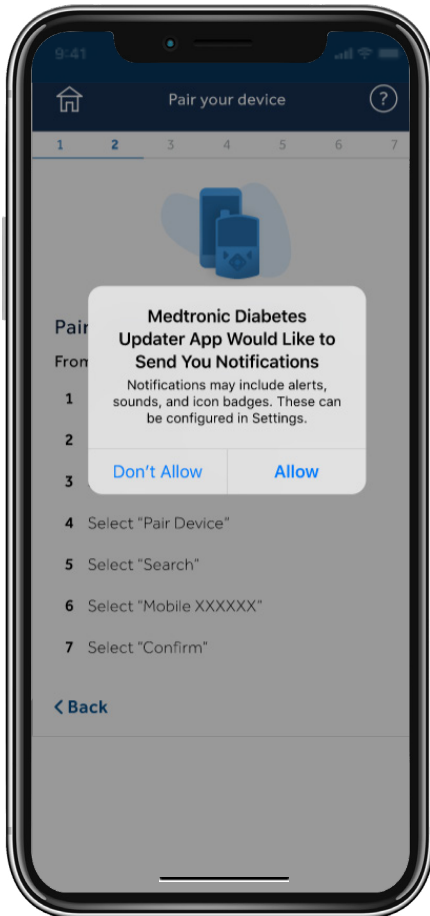 9:41
Pair your device
?
1 2 3 4 5 6 7
Medtronic Diabetes
Updater App Would Like to
Send You Notifications
Notifications may include alerts,
sounds, and icon badges. These can
be configured in Settings.
Don't Allow Allow
Pair
From
1
2
3
4 Select "Pair Device"
5 Select "Search"
6 Select "Mobile XXXXXX"
7 Select "Confirm"
< Back